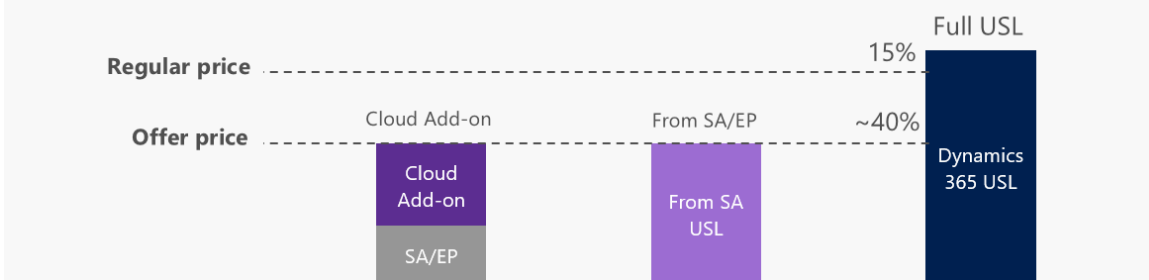 Full USL
15%
Regular price
Cloud Add-on
From SA/EP
~40%
Offer price
Dynamics
365 USL
Cloud
Add-on
From SA
USL
SA/EP